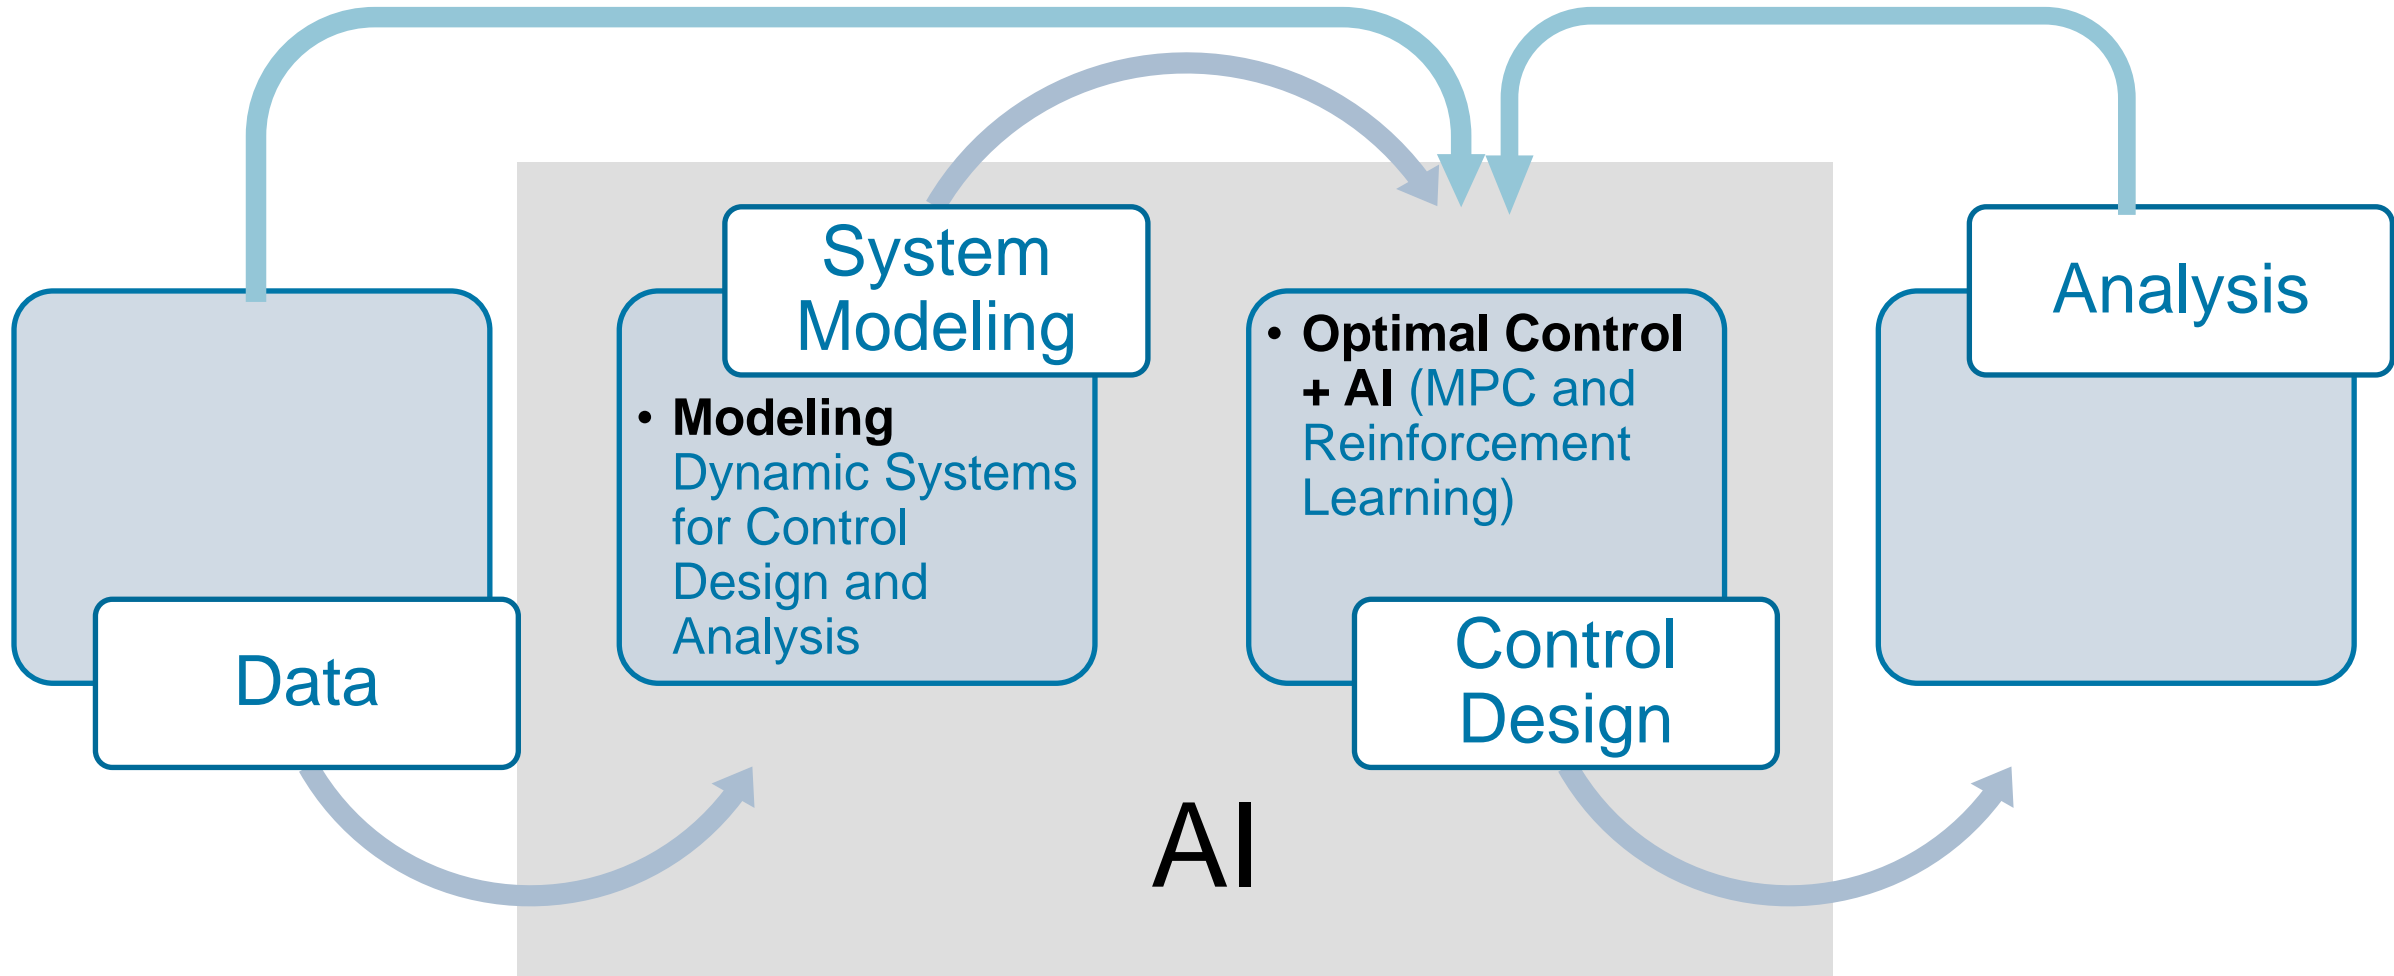 Data
System
Modeling
• Modeling
Dynamic Systems
for Control
Design and
Analysis
• Optimal Control
+ AI (MPC and
Reinforcement
Learning)
Control
Design
Analysis
AI